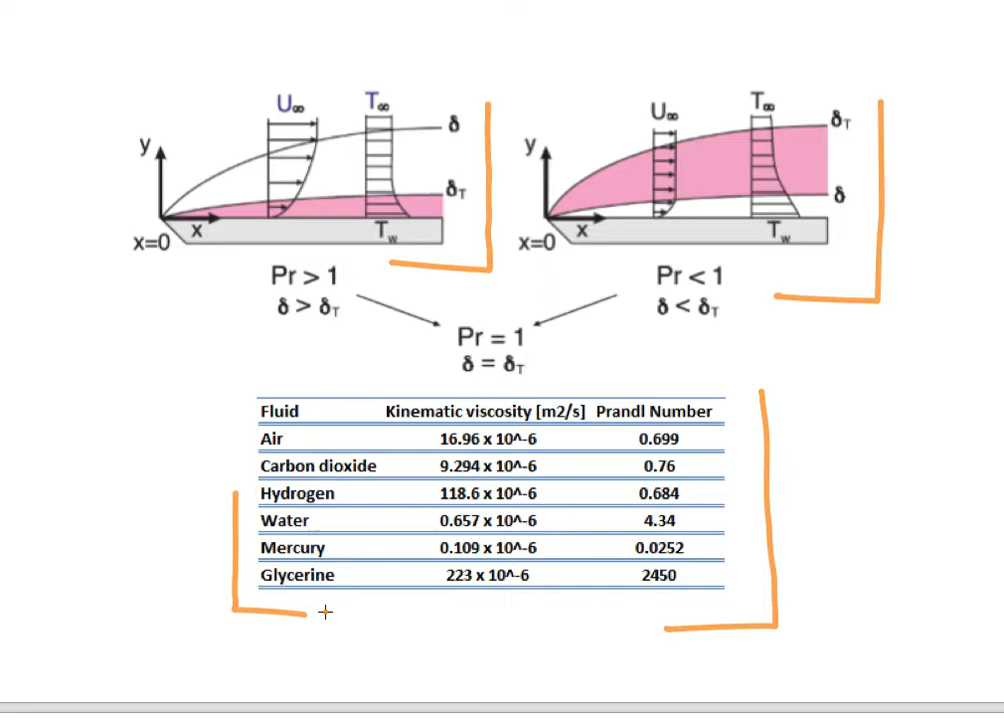 U∞ T∞ δ
y
δT
x
Tw
x=0
Pr > 1
δ > δT
U∞ T∞ δT
y
δ
x
Tw
x=0
Pr < 1
δ < δT
Pr = 1
δ = δT
Fluid Kinematic viscosity [m2/s] Prandl Number
Air 16.96 x 10^-6 0.699
Carbon dioxide 9.294 x 10^-6 0.76
Hydrogen 118.6 x 10^-6 0.684
Water 0.657 x 10^-6 4.34
Mercury 0.109 x 10^-6 0.0252
Glycerine 223 x 10^-6 2450